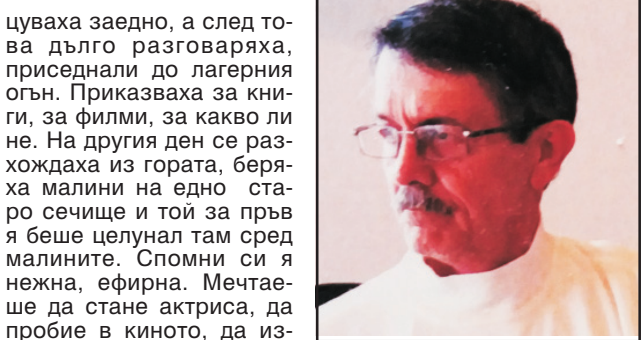 цуваха заедно, а след то-
ва дълго разговаряха,
приседнали до лагерния
огън. Приказваха за кни-
ги, за филми, за какво ли
не. На другия ден се раз-
хождаха из гората, беря-
ха малини на едно ста-
ро сечище и той за пръв
я беше целунал там сред
малините. Спомни си я
нежна, ефирна. Мечтае-
ше да стане актриса, да
пробие в киното, да из-